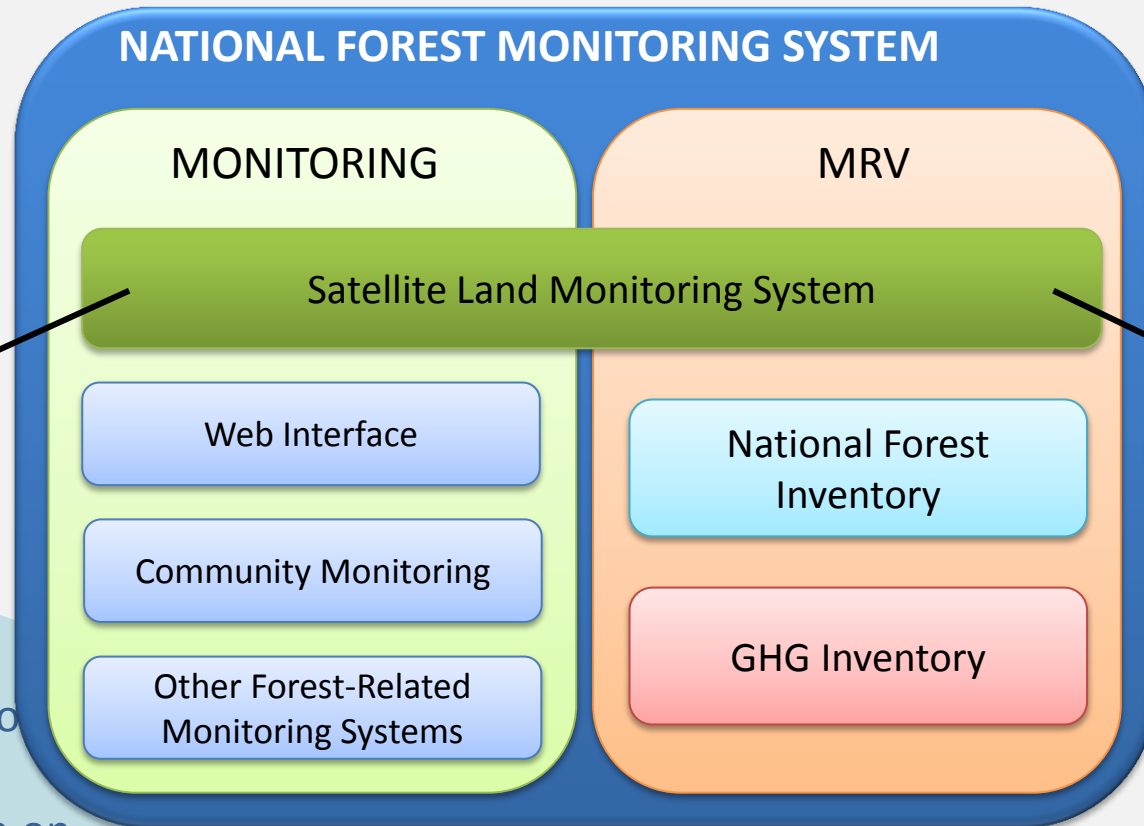 NATIONAL FOREST MONITORING SYSTEM
MONITORING
MRV
Satellite Land Monitoring System
Web Interface
Community Monitoring
Other Forest-Related
Monitoring Systems
National Forest
Inventory
GHG Inventory